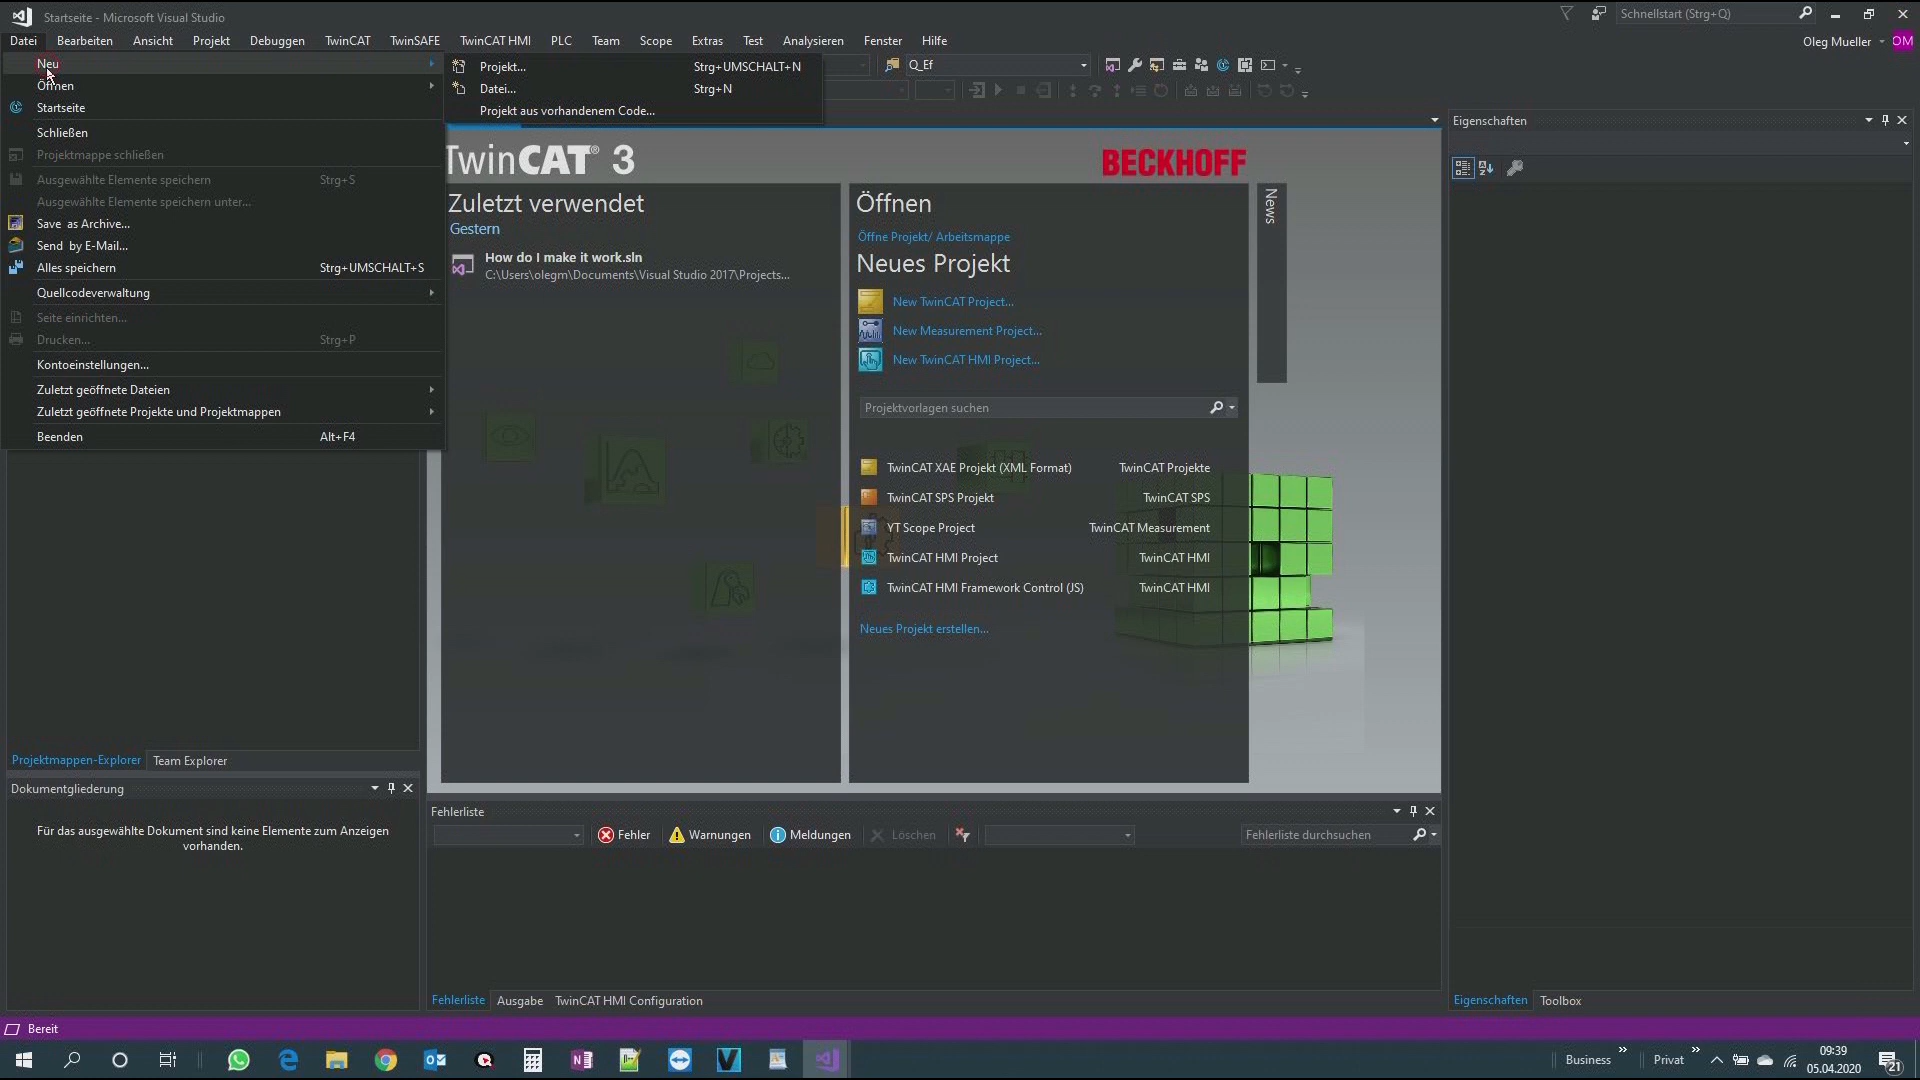 Startseite - Microsoft Visual Studio
Schnellstart (Strg+Q)
Datei Bearbeiten Ansicht Projekt Debuggen TwinCAT TwinSAFE TwinCAT HMI PLC Team Scope Extras Test Analysieren Fenster Hilfe
Oleg Mueller OM
Neu
Öffnen
Startseite
Schließen
Projektmappe schließen
Ausgewählte Elemente speichern Strg+S
Ausgewählte Elemente speichern unter...
Save as Archive...
Send by E-Mail...
Alles speichern Strg+UMSCHALT+S
Quellcodeverwaltung
Seite einrichten...
Drucken... Strg+P
Kontoeinstellungen...
Zuletzt geöffnete Dateien
Zuletzt geöffnete Projekte und Projektmappen
Beenden Alt+F4
Projekt... Strg+UMSCHALT+N
Datei... Strg+N
Projekt aus vorhandenem Code...
Q_Ef
TwinCAT® 3
BECKHOFF
Zuletzt verwendet
Gestern
How do I make it work.sln
C:\Users\olegm\Documents\Visual Studio 2017\Projects...
Öffnen
Öffne Projekt/ Arbeitsmappe
Neues Projekt
New TwinCAT Project...
New Measurement Project...
New TwinCAT HMI Project...
Projektvorlagen suchen
TwinCAT XAE Projekt (XML Format) TwinCAT Projekte
TwinCAT SPS Projekt TwinCAT SPS
YT Scope Project TwinCAT Measurement
TwinCAT HMI Project TwinCAT HMI
TwinCAT HMI Framework Control (JS) TwinCAT HMI
Neues Projekt erstellen...
News
Eigenschaften
Projektmappen-Explorer Team Explorer
Dokumentgliederung
Für das ausgewählte Dokument sind keine Elemente zum Anzeigen
vorhanden.
Fehlerliste
Fehler Warnungen Meldungen Löschen
Fehlerliste durchsuchen
Fehlerliste Ausgabe TwinCAT HMI Configuration
Eigenschaften Toolbox
Bereit
Business » Privat »
09:39
05.04.2020
21